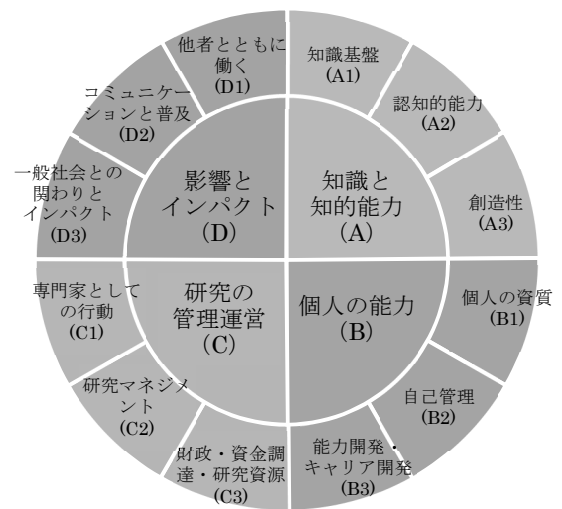 知識基盤
(A1)
認知的能力
(A2)
創造性
(A3)
知識と
知的能力
(A)
個人の資質
(B1)
自己管理
(B2)
能力開発・
キャリア開発
(B3)
個人の能力
(B)
専門家として
の行動
(C1)
研究マネジメ
ント
(C2)
財政・資金調
達・研究資源
(C3)
研究の
管理運営
(C)
他者とともに
働く
(D1)
コミュニケー
ションと普及
(D2)
一般社会との
関わりと
インパクト
(D3)
影響と
インパクト
(D)